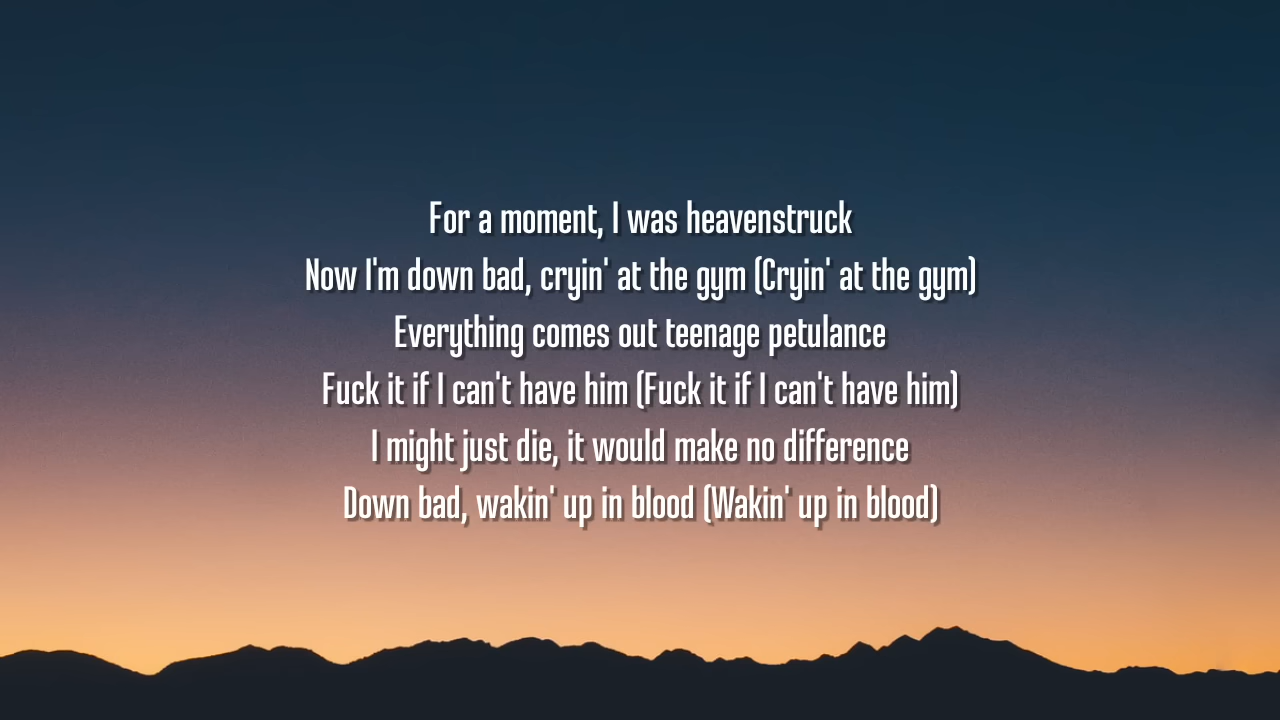 For a moment, I was heavenstruck
Now I'm down bad, cryin' at the gym (Cryin' at the gym)
Everything comes out teenage petulance
Fuck it if I can't have him (Fuck it if I can't have him)
I might just die, it would make no difference
Down bad, wakin' up in blood (Wakin' up in blood)